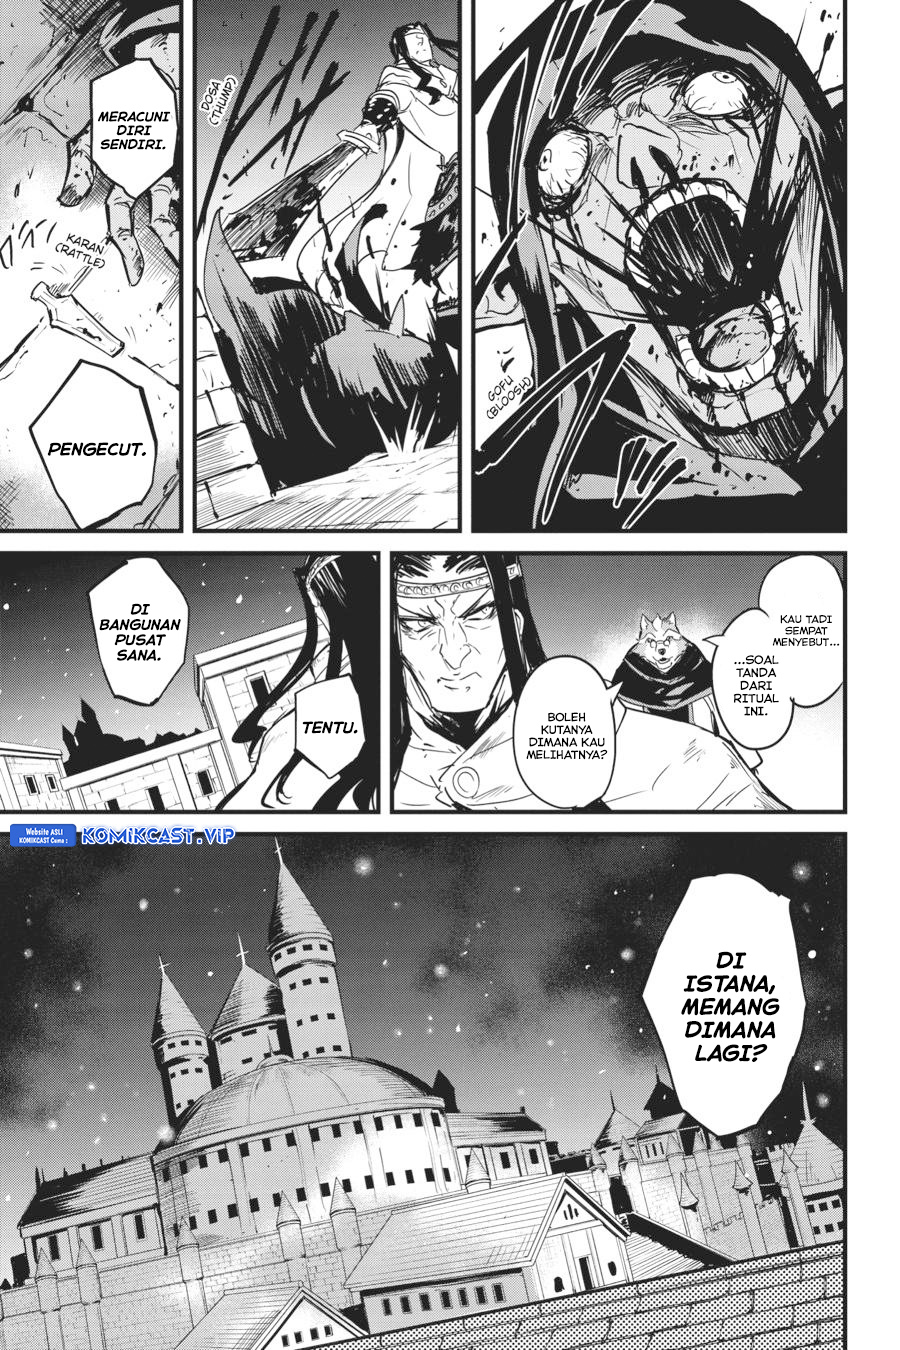 GOFU
(BLOOSH)
DOSA
(THUMP)
MERACUNI
DIRI
SENDIRI.
KARAN
(RATTLE)
PENGECUT.
KAU TADI
SEMPAT
MENYEBUT...
...SOAL
TANDA
DARI
RITUAL
INI.
BOLEH
KUTANYA
DIMANA KAU
MELIHATNYA?
TENTU.
DI
BANGUNAN
PUSAT
SANA.
Website ASLI
KOMIKCAST Cuma :
KOMIKCAST.VIP
DI
ISTANA,
MEMANG
DIMANA
LAGI?